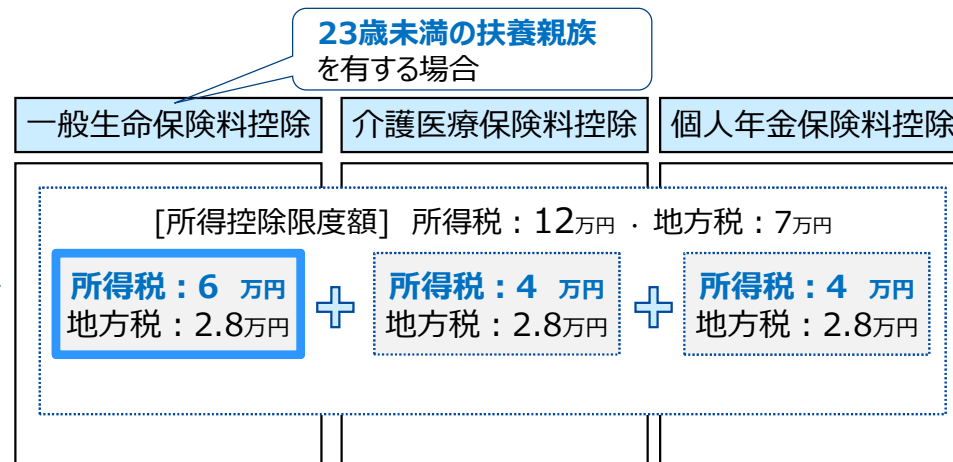 23歳未満の扶養親族
を有する場合
一般生命保険料控除
介護医療保険料控除
個人年金保険料控除
[所得控除限度額] 所得税：12万円 ・ 地方税：7万円
所得税：6 万円
地方税：2.8万円
所得税：4 万円
地方税：2.8万円
所得税：4 万円
地方税：2.8万円